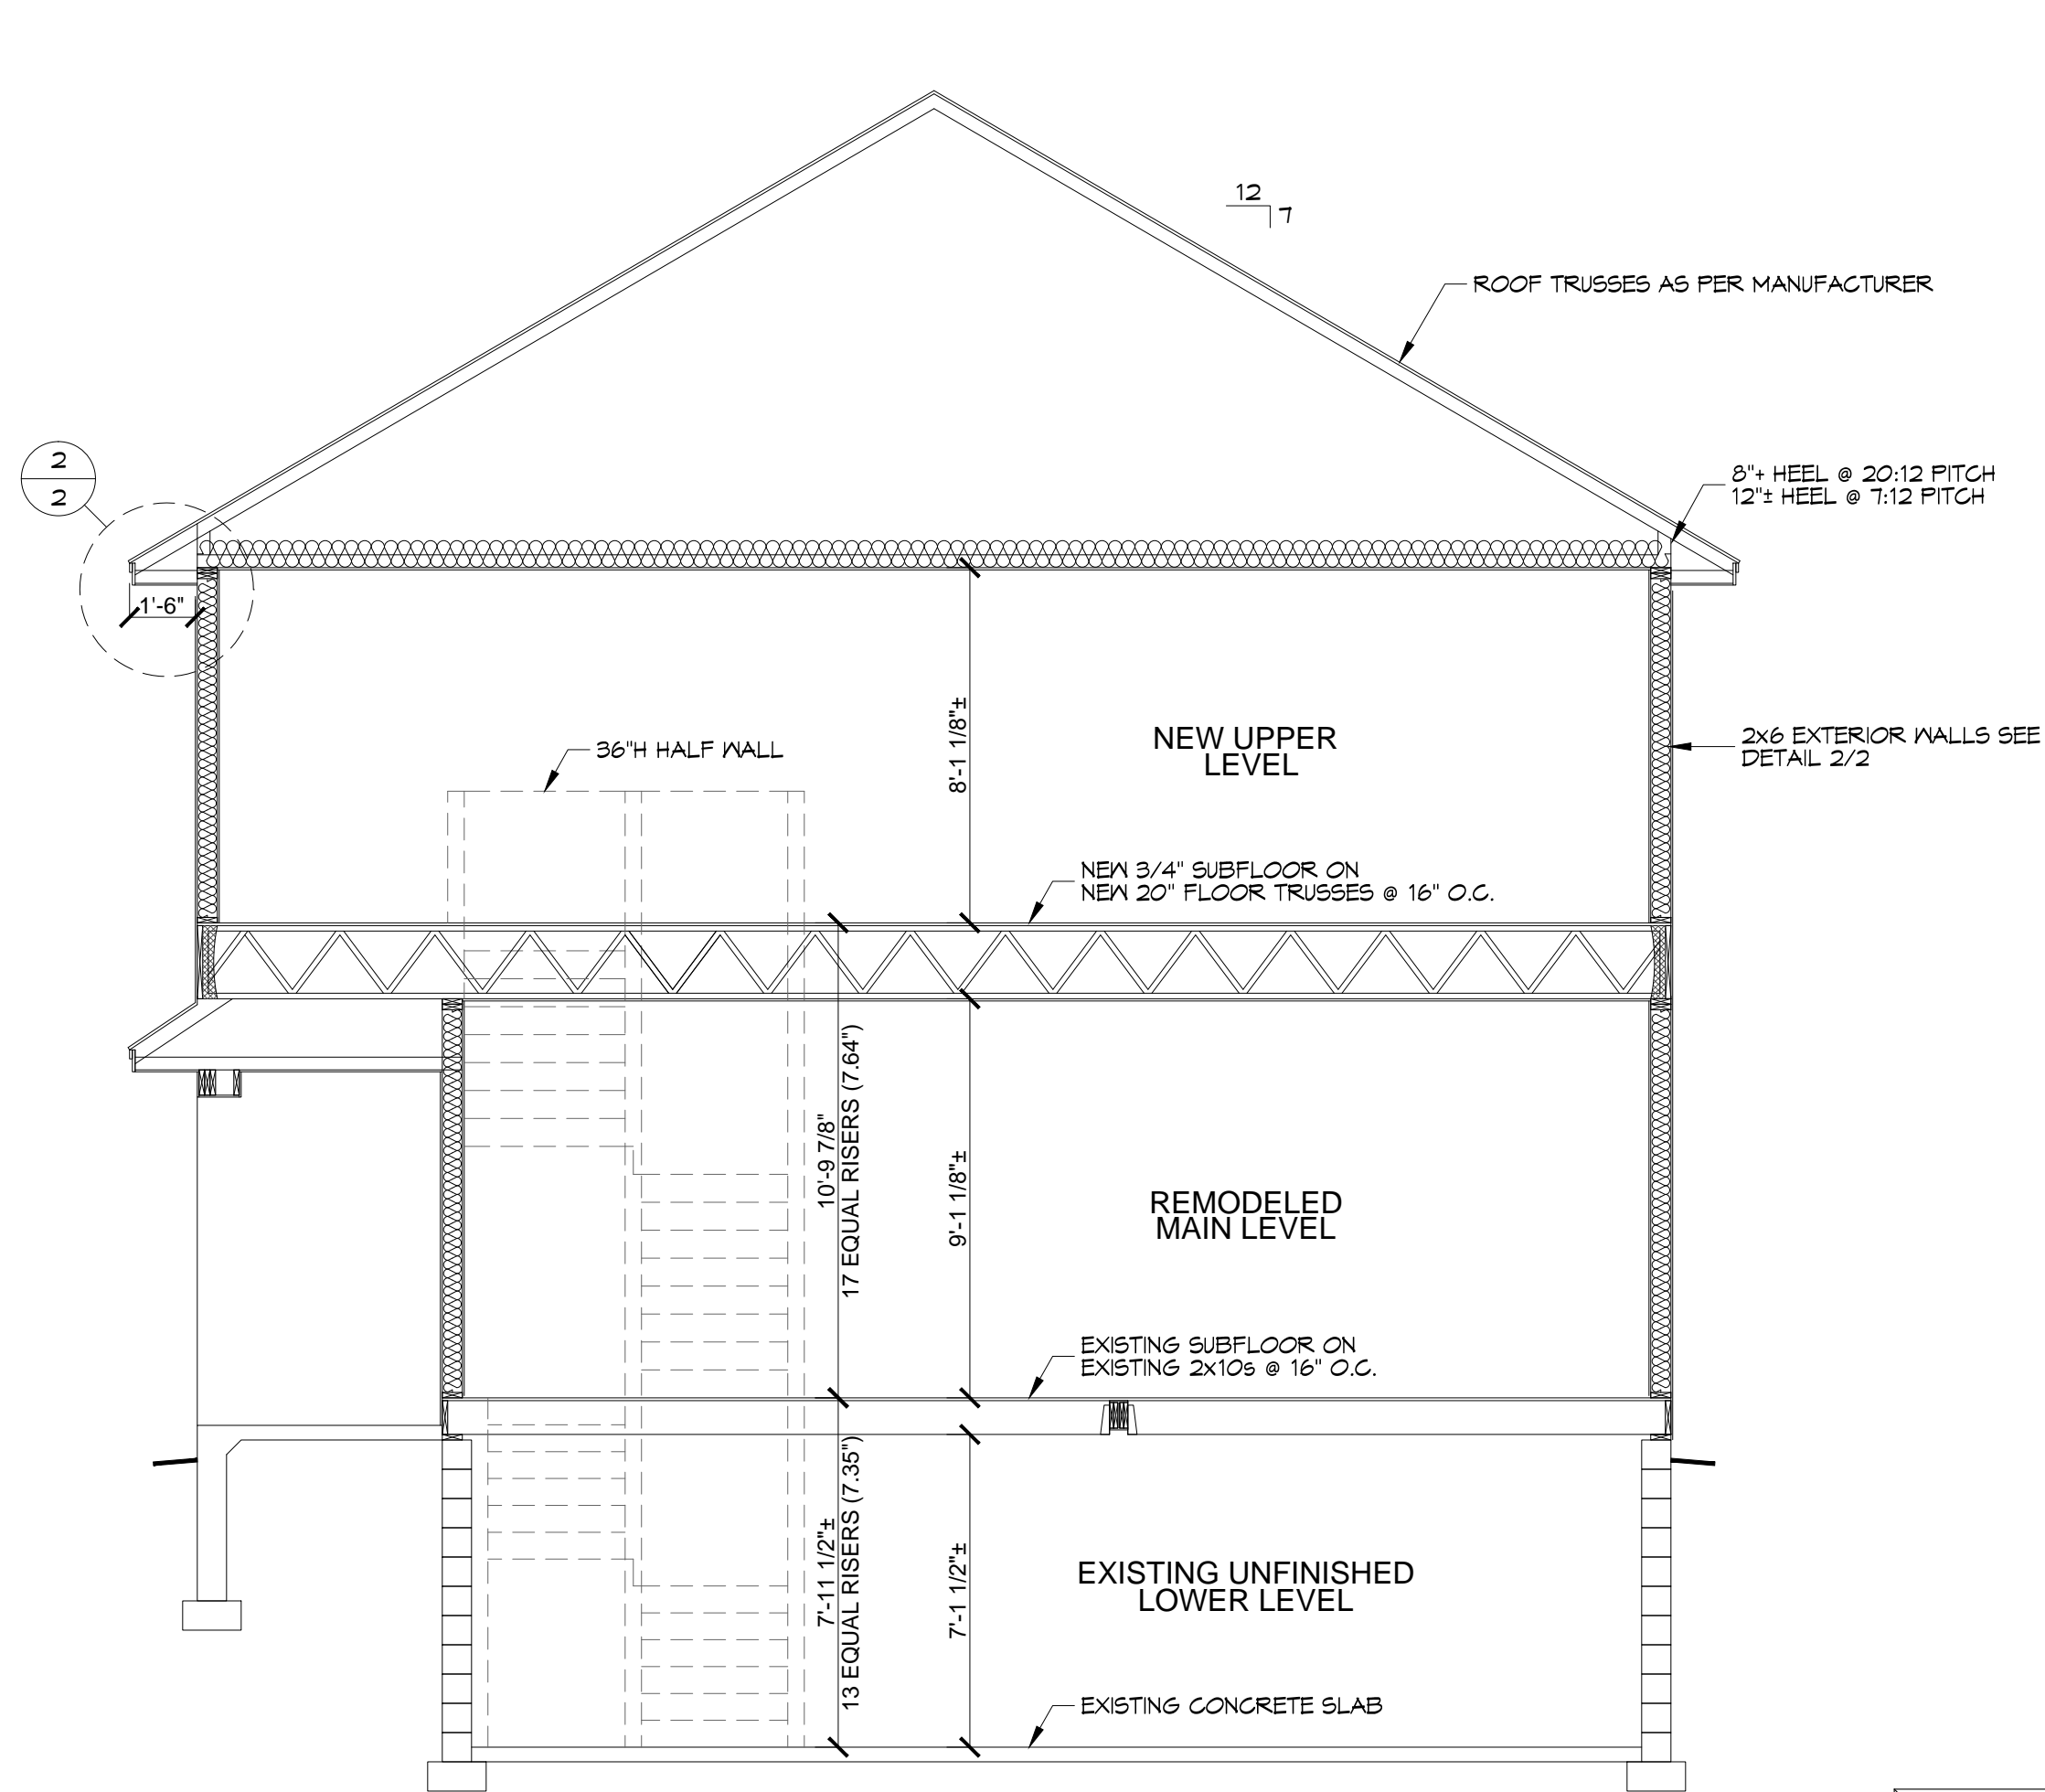 12
7
ROOF TRUSSES AS PER MANUFACTURER
2
2
8"+ HEEL @ 20:12 PITCH
12"± HEEL @ 7:12 PITCH
1'-6"
8'-1 1/8"±
NEW UPPER
LEVEL
2x6 EXTERIOR WALLS SEE
DETAIL 2/2
36"H HALF WALL
NEW 3/4" SUBFLOOR ON
NEW 20" FLOOR TRUSSES @ 16" O.C.
10'-9 7/8"
17 EQUAL RISERS (7.64")
9'-1 1/8"±
REMODELED
MAIN LEVEL
EXISTING SUBFLOOR ON
EXISTING 2x10s @ 16" O.C.
7'-11 1/2"±
13 EQUAL RISERS (7.35")
7'-1 1/2"±
EXISTING UNFINISHED
LOWER LEVEL
EXISTING CONCRETE SLAB